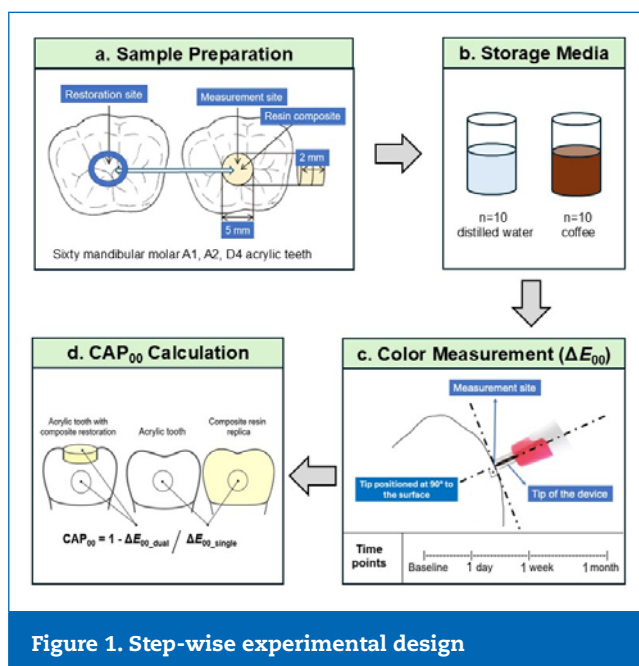 a. Sample Preparation
Restoration site
Measurement site
Resin composite
2 mm
5 mm
Sixty mandibular molar A1, A2, D4 acrylic teeth
b. Storage Media
n=10
distilled water
n=10
coffee
c. Color Measurement (ΔE₀₀)
Measurement site
Tip positioned at 90° to
the surface
Tip of the device
Time
points
Baseline 1 day 1 week 1 month
d. CAP₀₀ Calculation
Acrylic tooth with
composite restoration
Acrylic tooth
Composite resin
replica
CAP₀₀ = 1 - ΔE₀₀_dual / ΔE₀₀_single
Figure 1. Step-wise experimental design